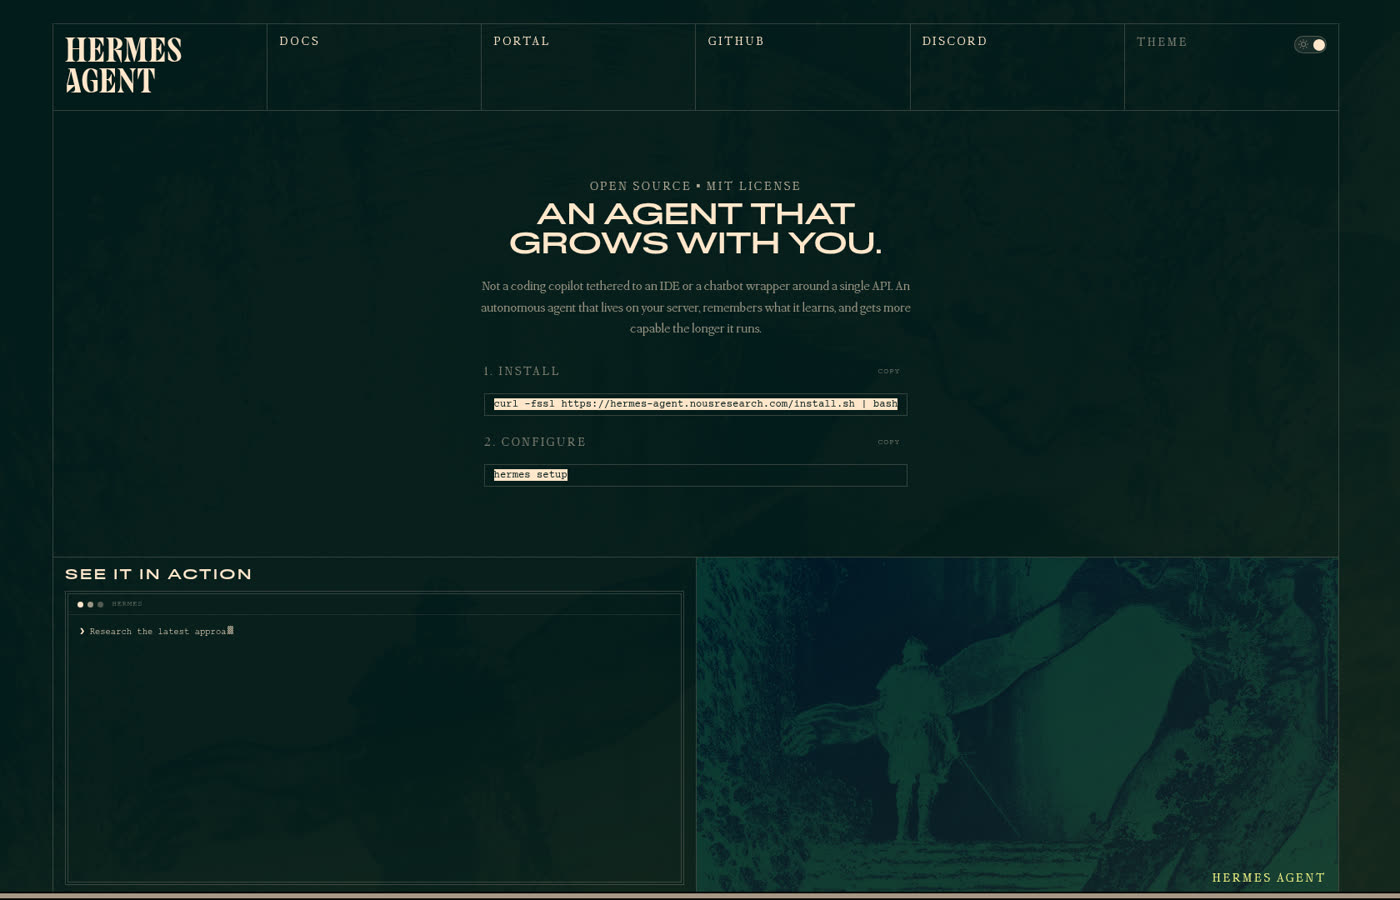 HERMES
AGENT
DOCS
PORTAL
GITHUB
DISCORD
THEME
OPEN SOURCE • MIT LICENSE
AN AGENT THAT
GROWS WITH YOU.
Not a coding copilot tethered to an IDE or a chatbot wrapper around a single API. An
autonomous agent that lives on your server, remembers what it learns, and gets more
capable the longer it runs.
1. INSTALL
COPY
curl -fssl https://hermes-agent.nousresearch.com/install.sh | bash
2. CONFIGURE
COPY
hermes setup
SEE IT IN ACTION
HERMES
❯ Research the latest approa
HERMES AGENT